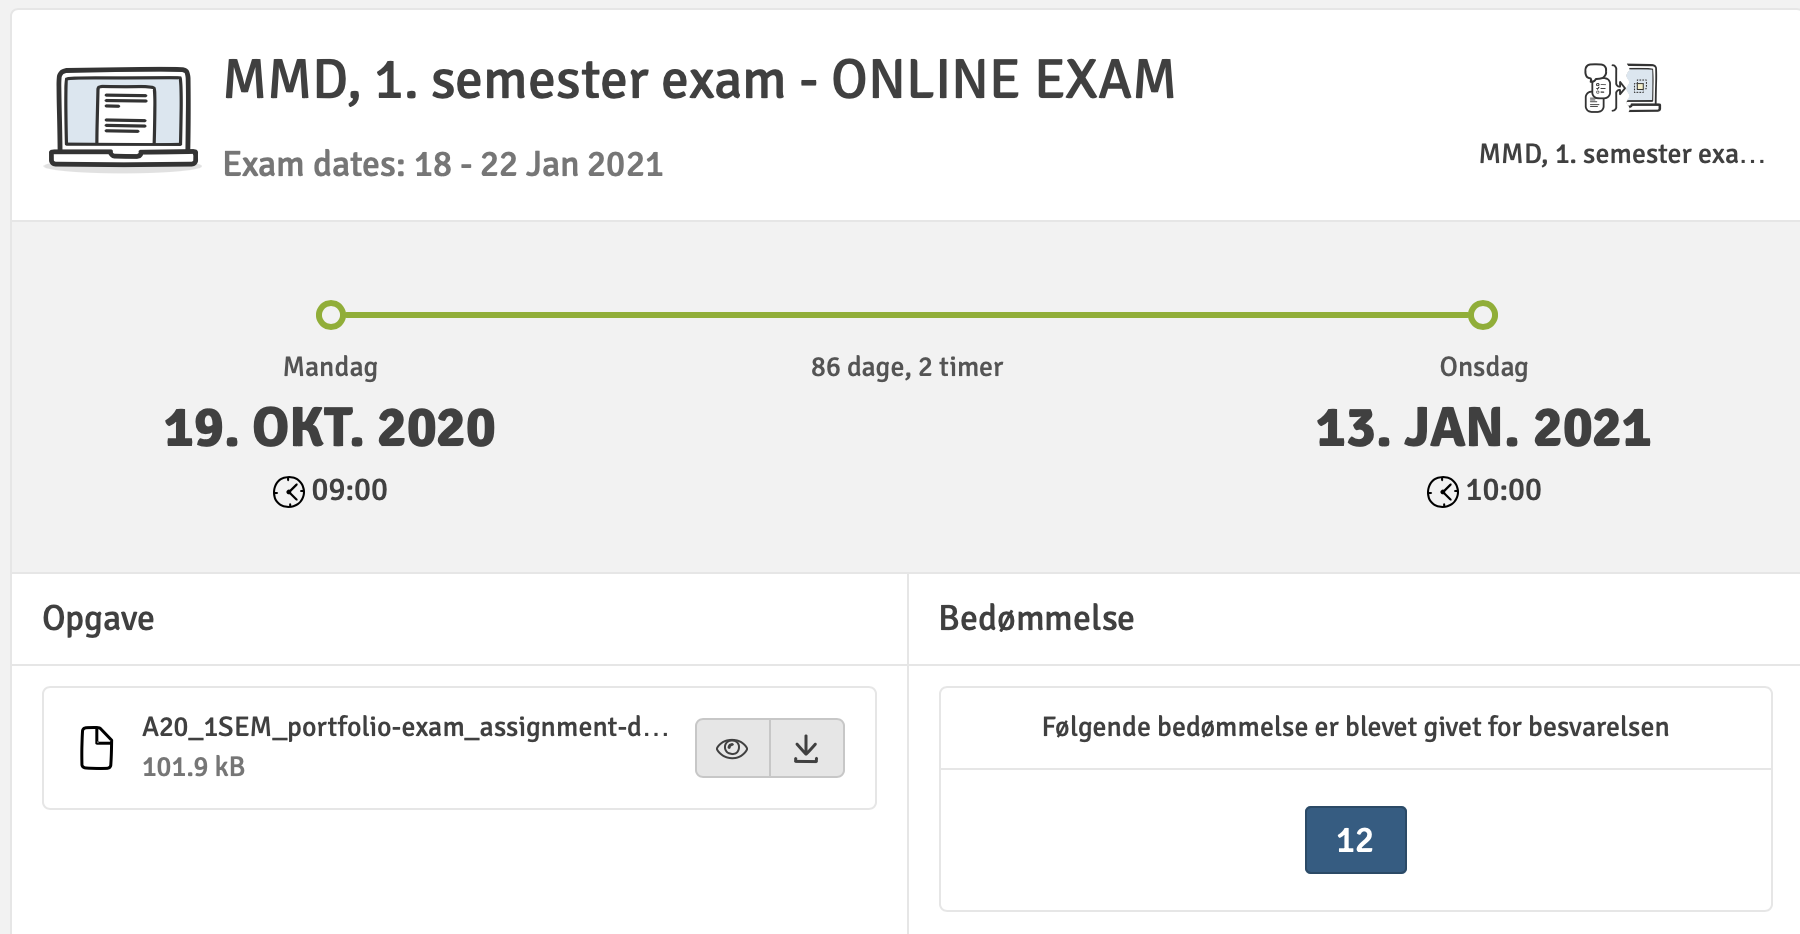 MMD, 1. semester exam - ONLINE EXAM
Exam dates: 18 - 22 Jan 2021
MMD, 1. semester exa...
Mandag
19. OKT. 2020
09:00
86 dage, 2 timer
Onsdag
13. JAN. 2021
10:00
Opgave
A20_1SEM_portfolio-exam_assignment-d...
101.9 kB
Bedømmelse
Følgende bedømmelse er blevet givet for besvarelsen
12